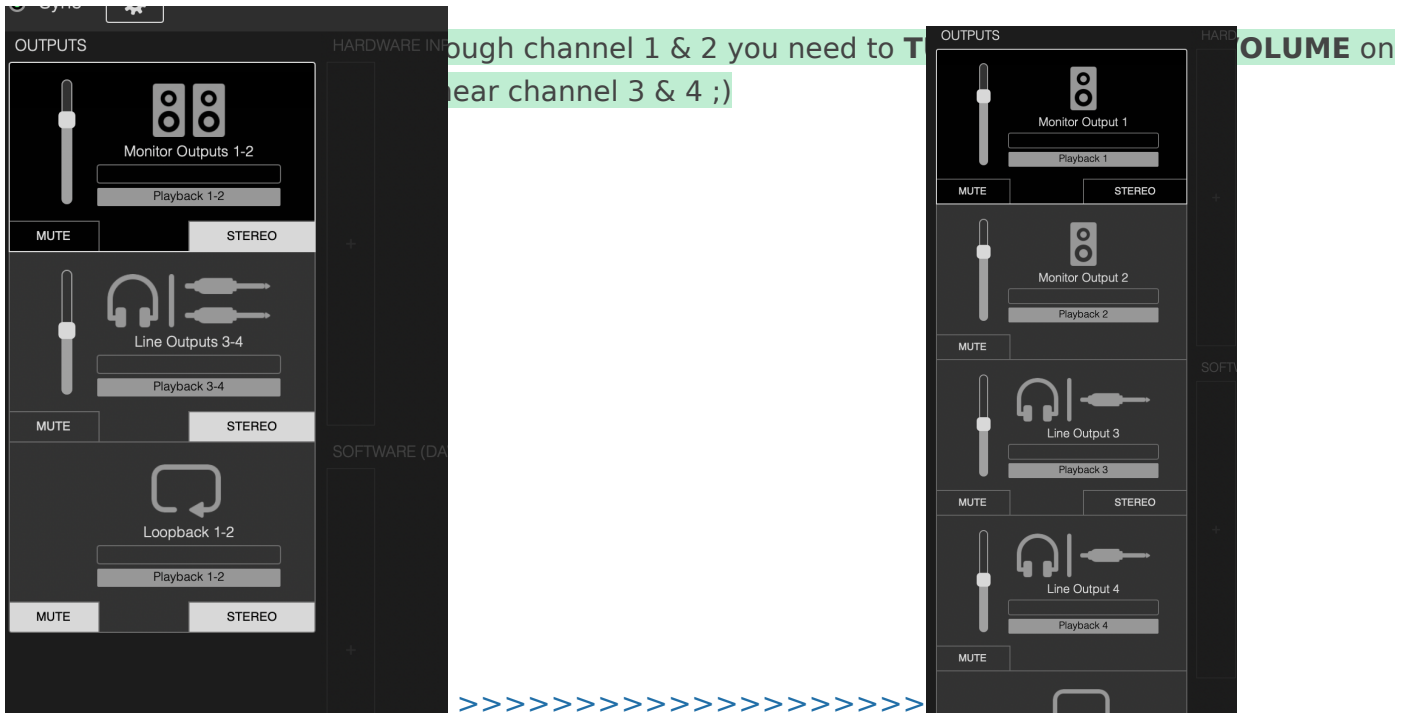 Sync
OUTPUTS
HARDWARE
Monitor Outputs 1-2
Playback 1-2
MUTE STEREO
+
Line Outputs 3-4
Playback 3-4
MUTE STEREO
SOFTWARE (DA
Loopback 1-2
Playback 1-2
MUTE STEREO
+
channel 1 & 2 you need to
channel 3 & 4 ;)
>>>>>>>>>>>>>>>>>>>>
OUTPUTS
HARD
Monitor Output 1
Playback 1
MUTE STEREO
+
Monitor Output 2
Playback 2
MUTE
SOFTW
Line Output 3
Playback 3
MUTE STEREO
+
Line Output 4
Playback 4
MUTE
OLUME on